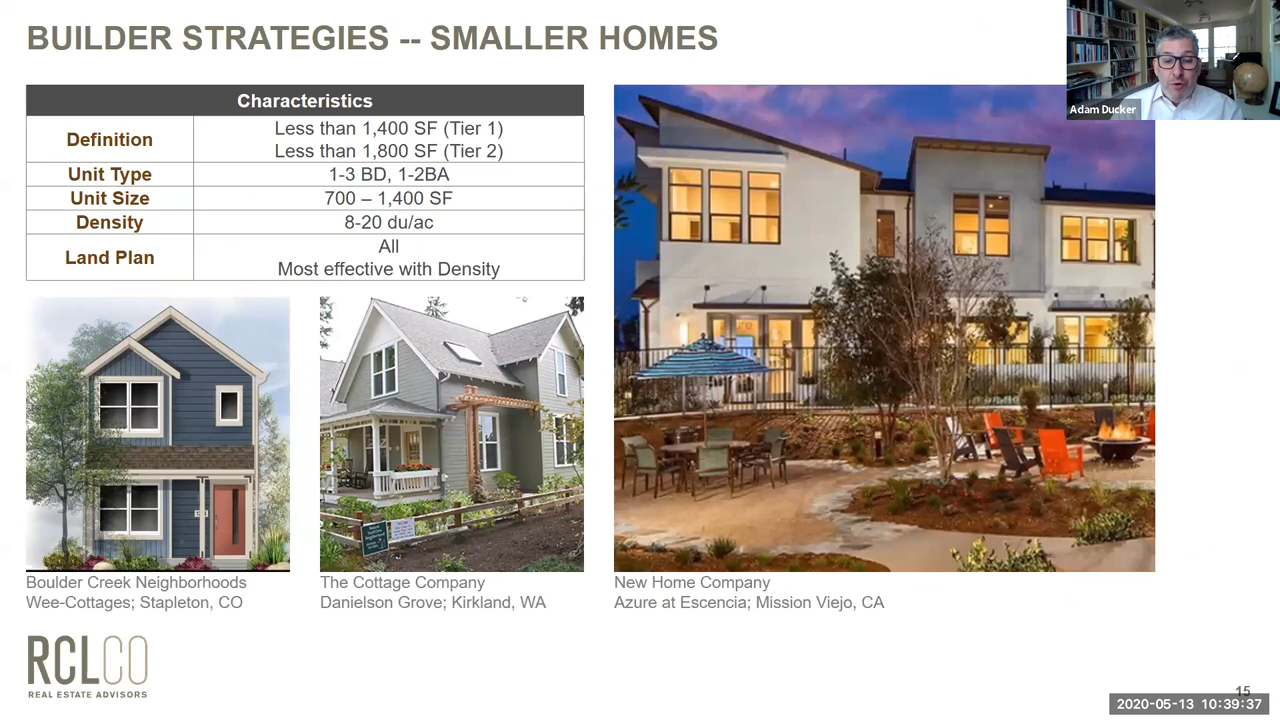 BUILDER STRATEGIES -- SMALLER HOMES
Adam Ducker
Characteristics
Definition
Less than 1,400 SF (Tier 1)
Less than 1,800 SF (Tier 2)
Unit Type
1-3 BD, 1-2BA
Unit Size
700 – 1,400 SF
Density
8-20 du/ac
Land Plan
All
Most effective with Density
Boulder Creek Neighborhoods
Wee-Cottages; Stapleton, CO
The Cottage Company
Danielson Grove; Kirkland, WA
New Home Company
Azure at Escencia; Mission Viejo, CA
RCLCO
REAL ESTATE ADVISORS
15
2020-05-13 10:39:37